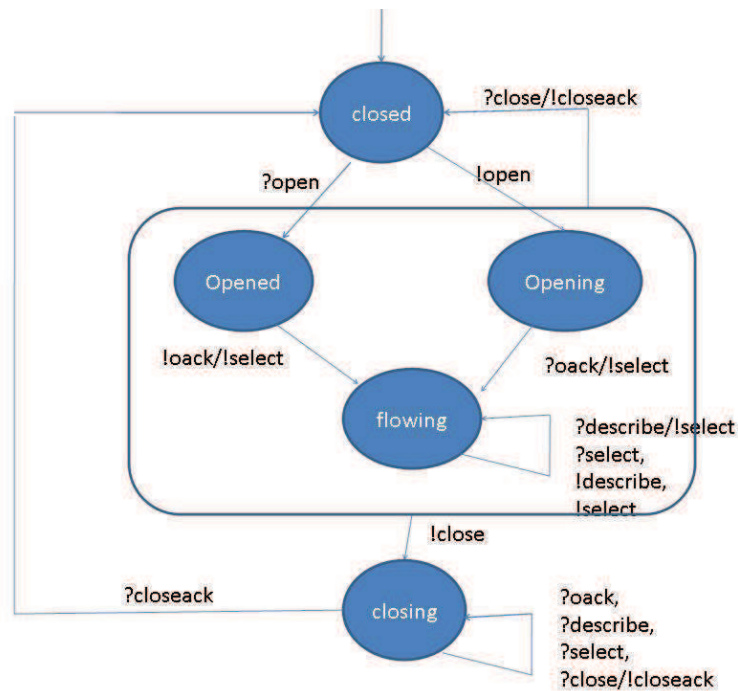 closed
?close/!closeack
?open
!open
Opened
Opening
!oack/!select
?oack/!select
flowing
?describe/!select
?select,
!describe,
!select
!close
?closeack
closing
?oack,
?describe,
?select,
?close/!closeack